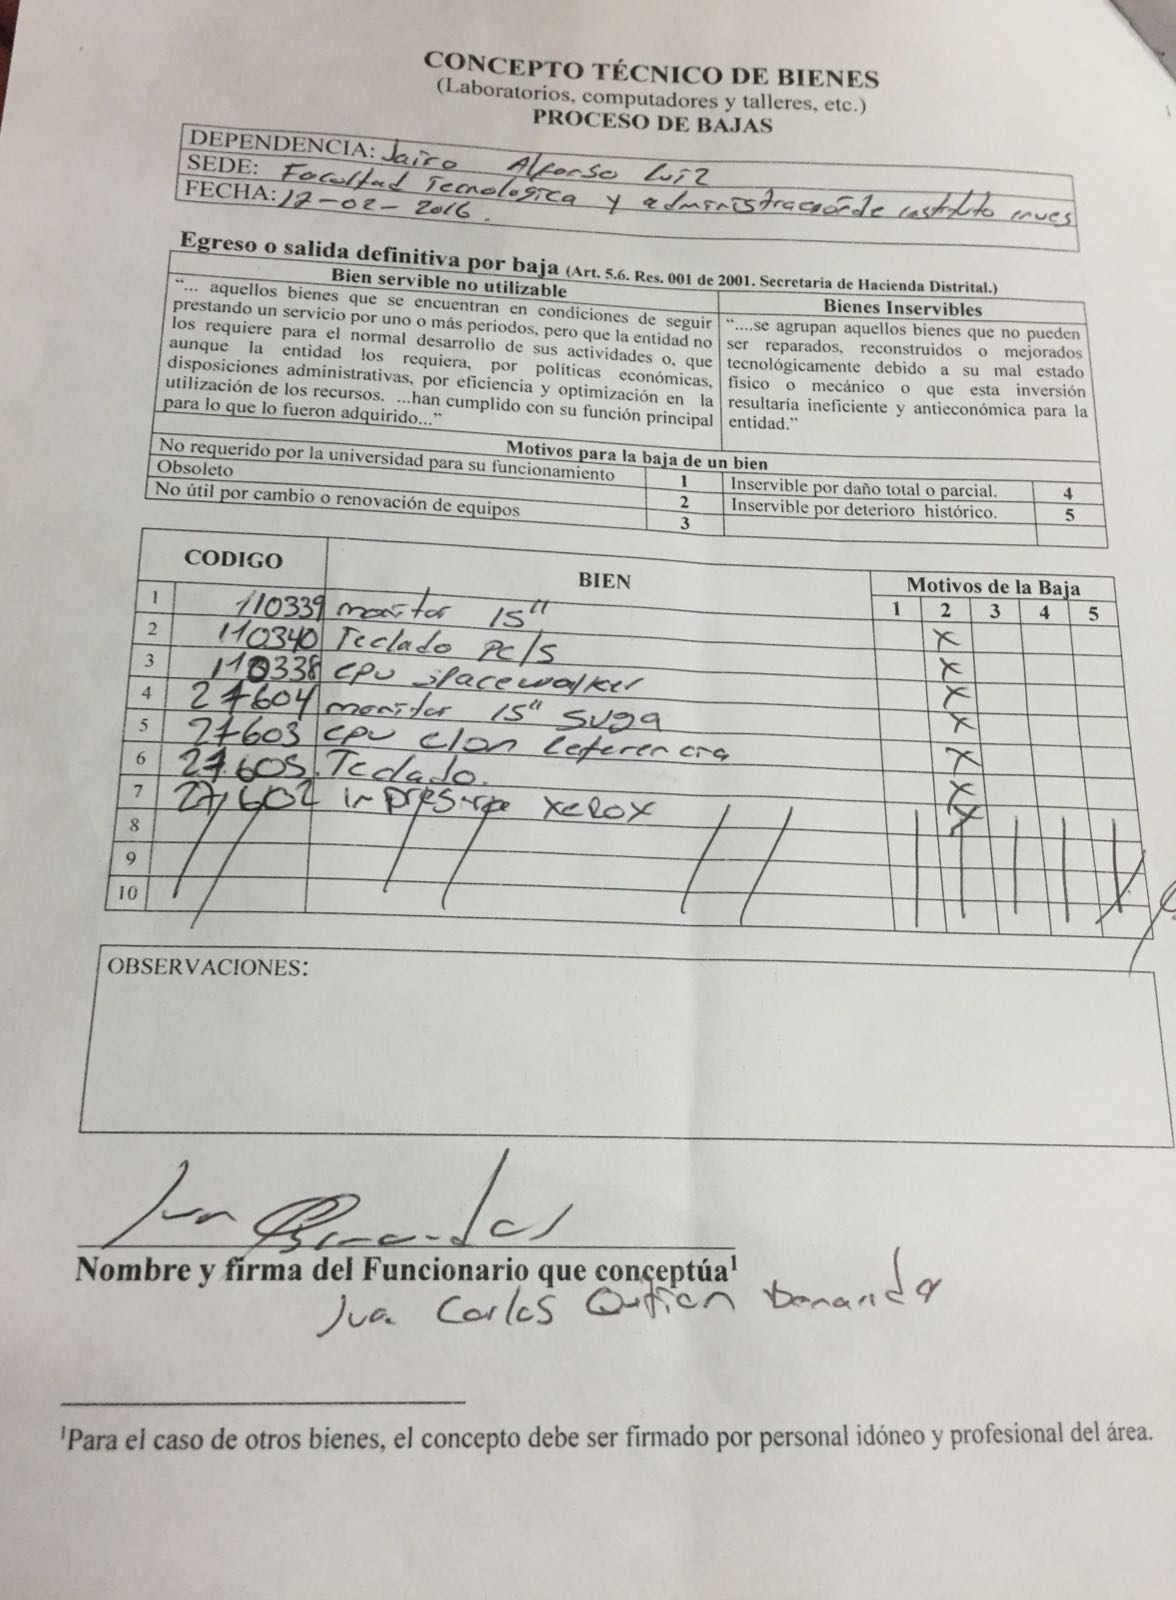 CONCEPTO TÉCNICO DE BIENES
(Laboratorios, computadores y talleres, etc.)
PROCESO DE BAJAS
DEPENDENCIA: Jairo Alfonso Luiz
SEDE: Facultad Tecnologica y administracion de instituto inves
FECHA: 12-02-2016.
Egreso o salida definitiva por baja (Art. 5.6. Res. 001 de 2001. Secretaria de Hacienda Distrital.)
Bien servible no utilizable
“... aquellos bienes que se encuentran en condiciones de seguir
prestando un servicio por uno o más periodos, pero que la entidad no
los requiere para el normal desarrollo de sus actividades o, que
aunque la entidad los requiera, por políticas económicas,
disposiciones administrativas, por eficiencia y optimización en la
utilización de los recursos. ...han cumplido con su función principal
para lo que lo fueron adquirido...”
Bienes Inservibles
“....se agrupan aquellos bienes que no pueden
ser reparados, reconstruidos o mejorados
tecnológicamente debido a su mal estado
físico o mecánico o que esta inversión
resultaría ineficiente y antieconómica para la
entidad.”
Motivos para la baja de un bien
No requerido por la universidad para su funcionamiento 1 Inservible por daño total o parcial. 4
Obsoleto 2 Inservible por deterioro histórico. 5
No útil por cambio o renovación de equipos 3
CODIGO BIEN Motivos de la Baja
1 2 3 4 5
1 110339 monitor 15" x
2 110340 Teclado PC/S x
3 110338 cpu spacewalker x
4 27604 monitor 15" suga x
5 27603 cpu clon Referencia x
6 27605. Teclado. x
7 27602 impresora xeRox x
8
9
10
OBSERVACIONES:
Nombre y firma del Funcionario que conceptúa1
Juan Carlos
1Para el caso de otros bienes, el concepto debe ser firmado por personal idóneo y profesional del área.